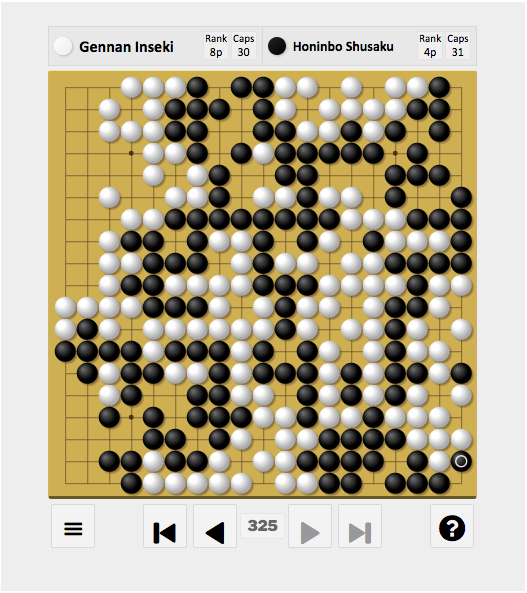 Gennan Inseki
Rank Caps
8p 30
Honinbo Shusaku
Rank Caps
4p 31
325
?